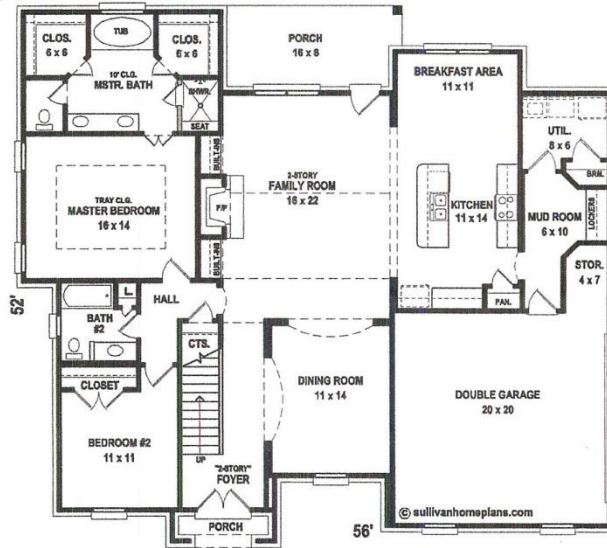 CLOS.
6 x 6
TUB
CLOS.
6 x 6
10' CLG.
MSTR. BATH
SHWR.
SEAT
PORCH
16 x 8
BREAKFAST AREA
11 x 11
UTIL.
8 x 6
BRM.
BUILT-INS
2-STORY
FAMILY ROOM
16 x 22
TRAY CLG.
MASTER BEDROOM
16 x 14
F/P
BUILT-INS
KITCHEN
11 x 14
MUD ROOM
6 x 10
LOCKERS
STOR.
4 x 7
PAN.
52'
L.
HALL
BATH
#2
CTS.
CLOSET
BEDROOM #2
11 x 11
UP
DINING ROOM
11 x 14
DOUBLE GARAGE
20 x 20
"2-STORY"
FOYER
PORCH
56'
© sullivanhomeplans.com